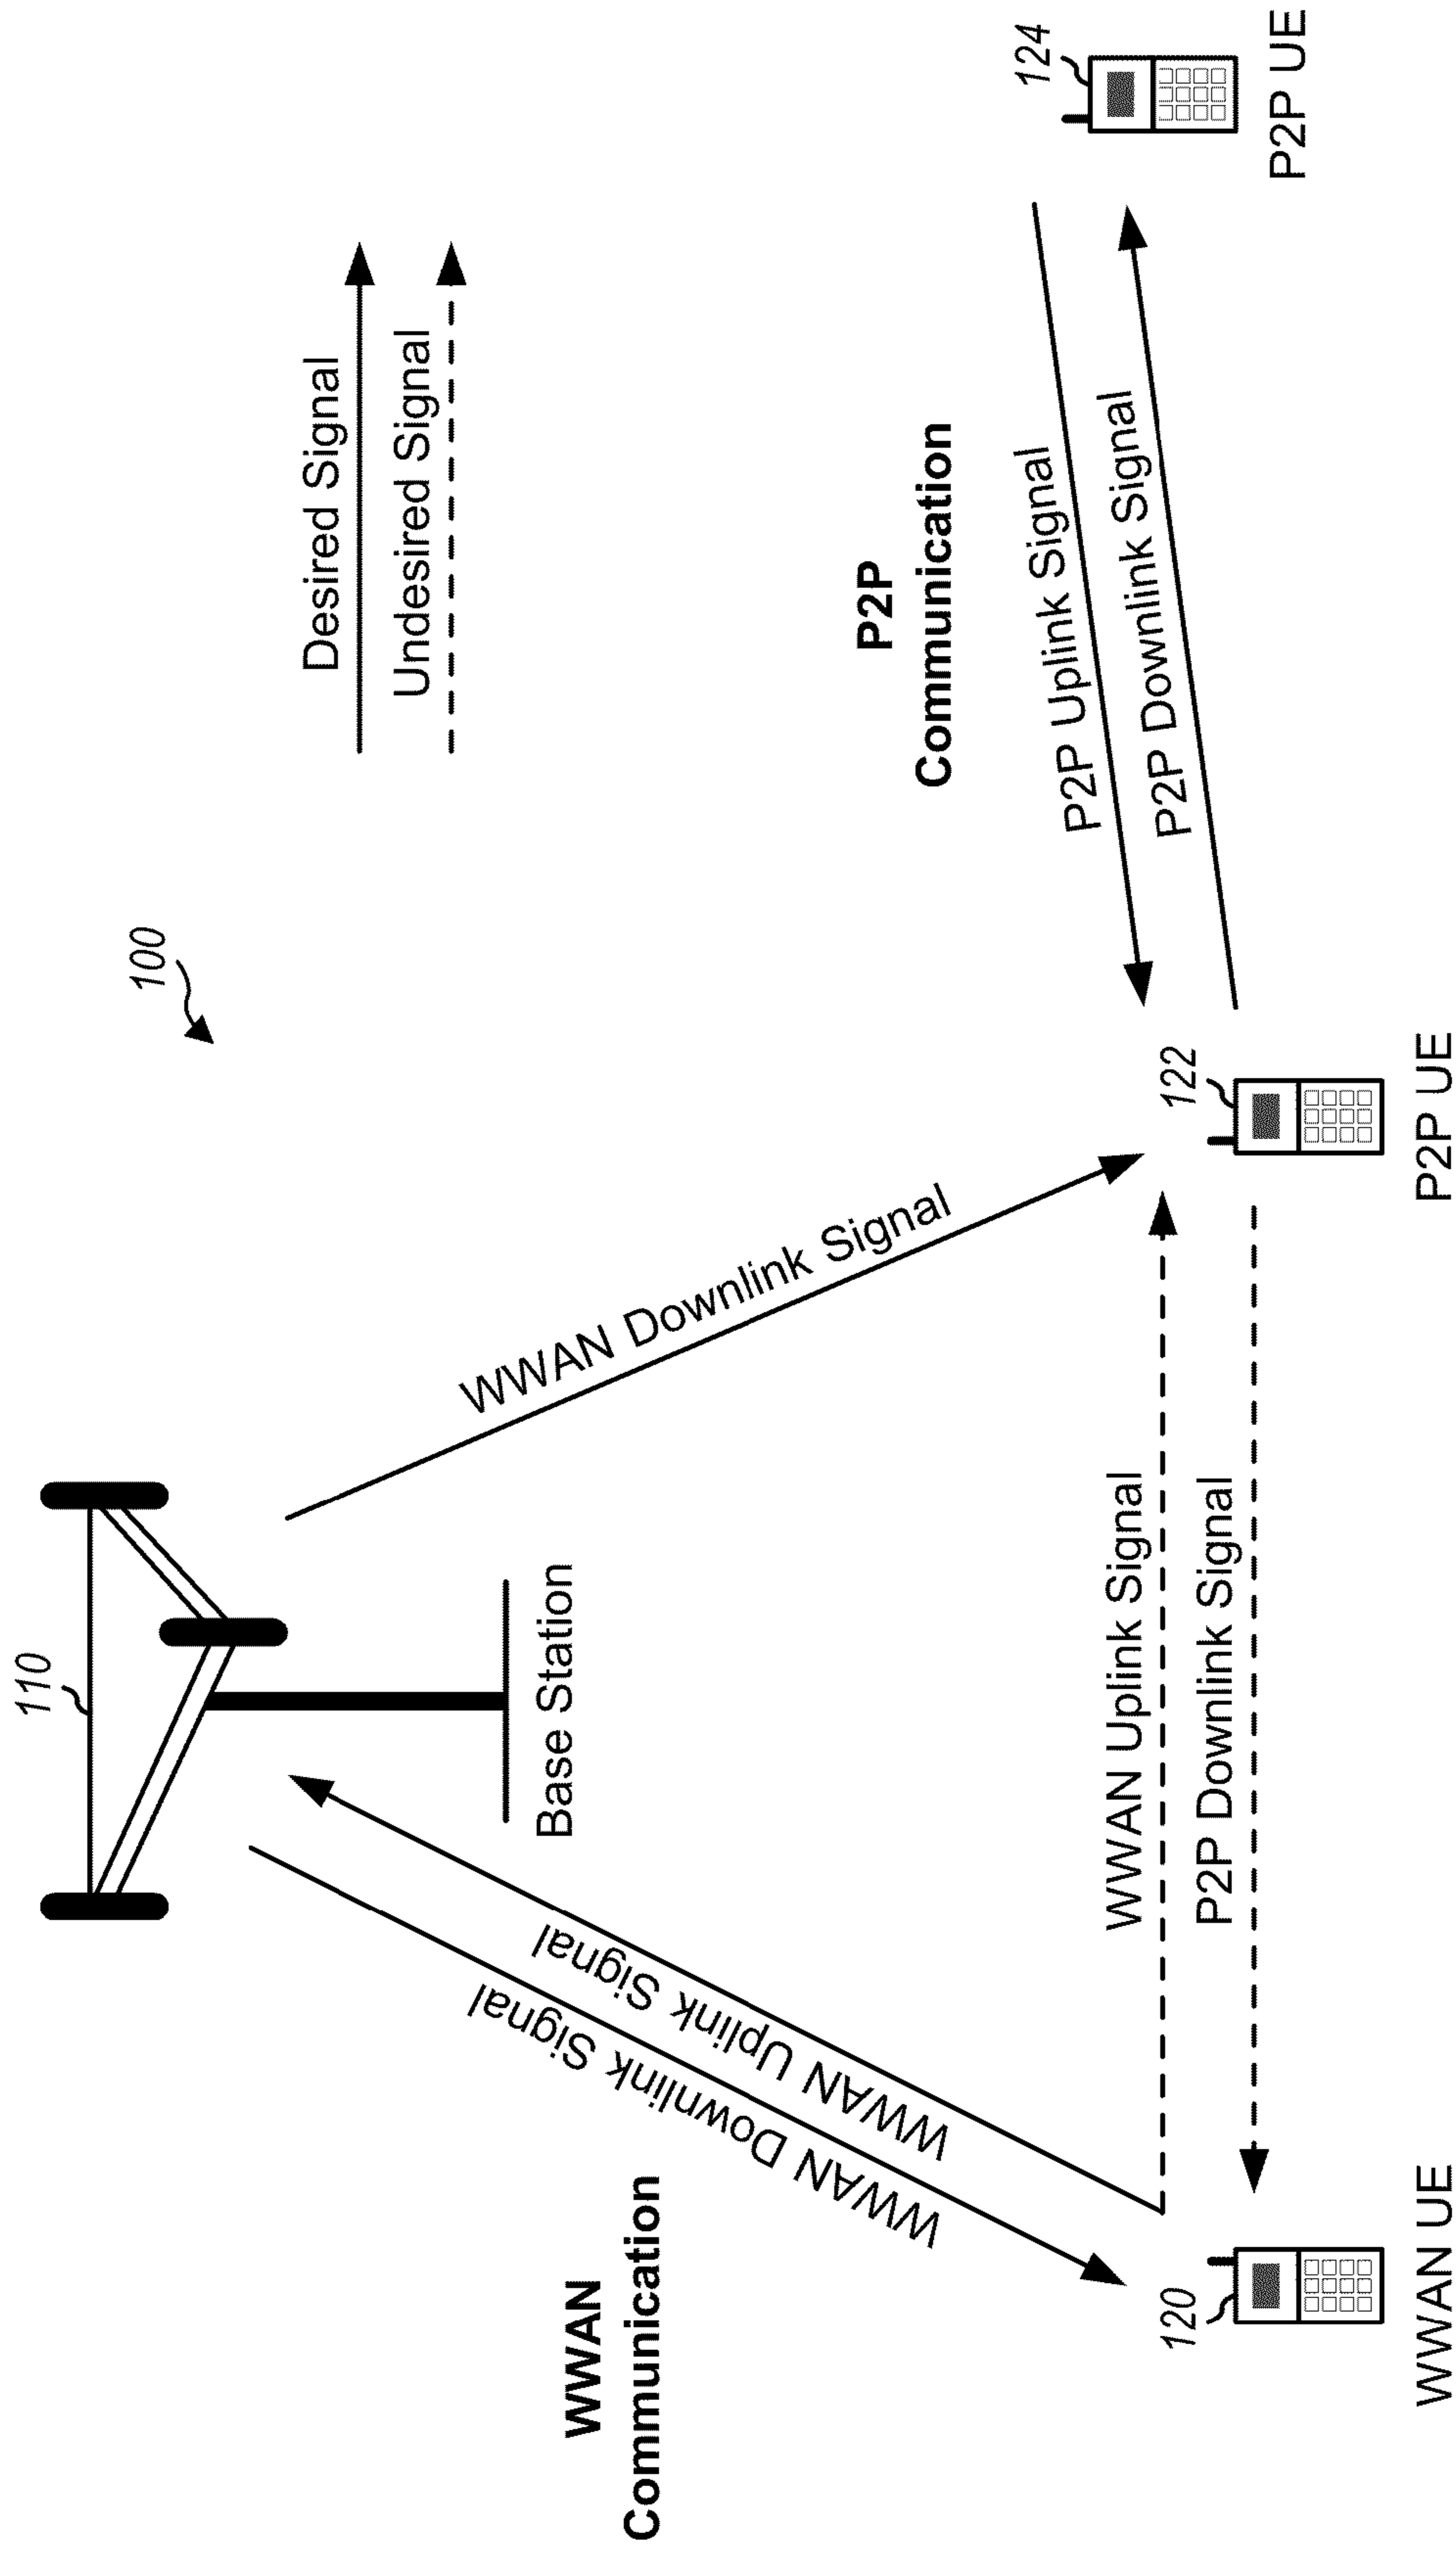 100
110
Base Station
Desired Signal
Undesired Signal
WWAN
Communication
WWAN Downlink Signal
WWAN Uplink Signal
WWAN Downlink Signal
P2P
Communication
P2P Uplink Signal
P2P Downlink Signal
WWAN Uplink Signal
P2P Downlink Signal
120
WWAN UE
122
P2P UE
124
P2P UE